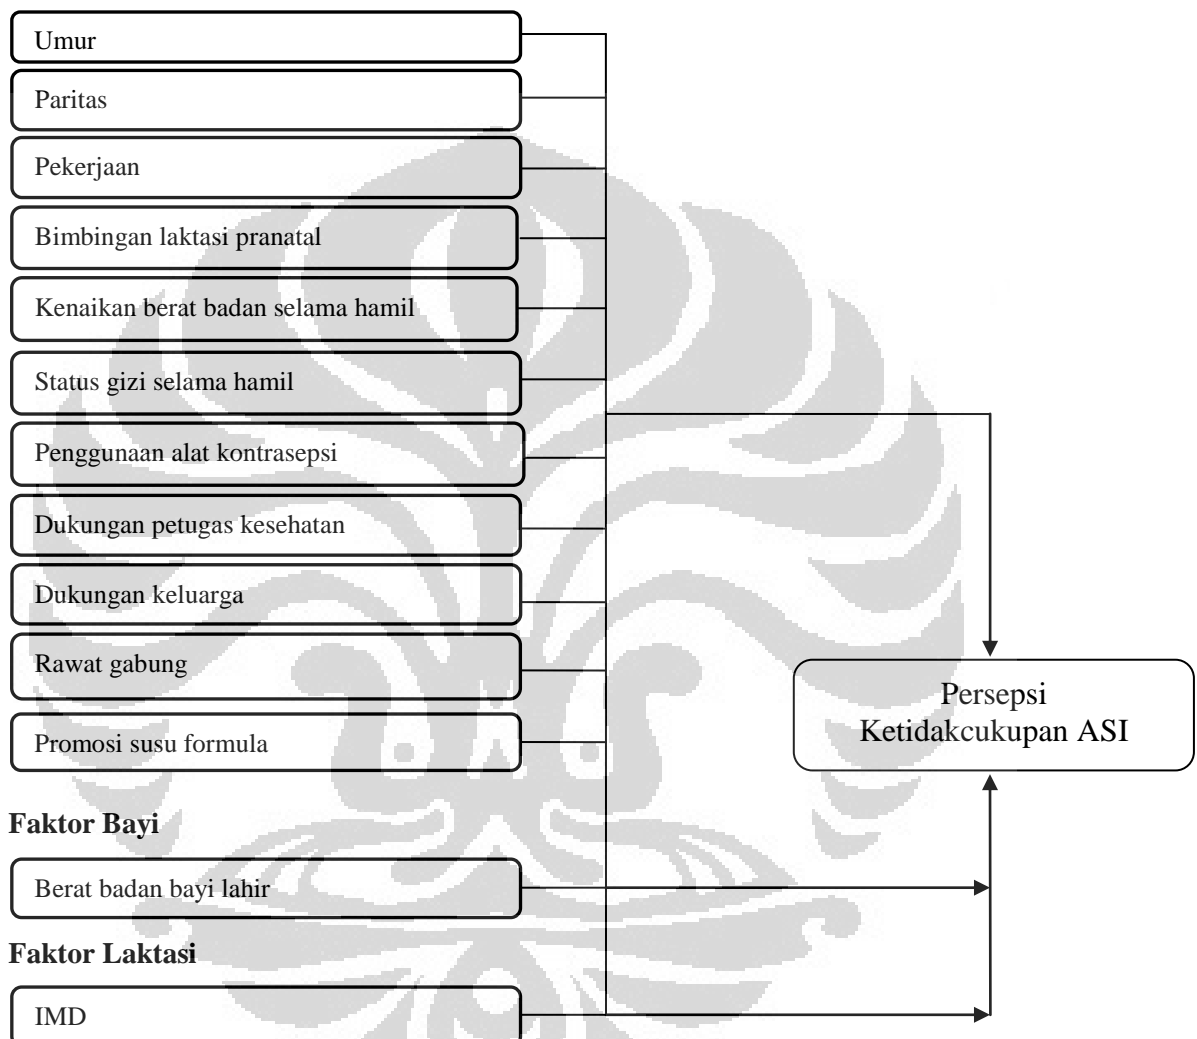 Umur
Paritas
Pekerjaan
Bimbingan laktasi pranatal
Kenaikan berat badan selama hamil
Status gizi selama hamil
Penggunaan alat kontrasepsi
Dukungan petugas kesehatan
Dukungan keluarga
Rawat gabung
Promosi susu formula
Persepsi
Ketidakcukupan ASI
Faktor Bayi
Berat badan bayi lahir
Faktor Laktasi
IMD